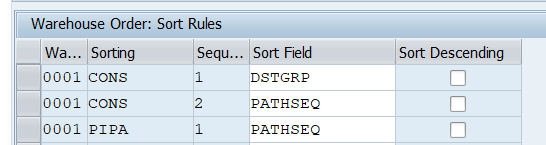 Warehouse Order: Sort Rules
Wa... Sorting Sequ... Sort Field Sort Descending
0001 CONS 1 DSTGRP
0001 CONS 2 PATHSEQ
0001 PIPA 1 PATHSEQ